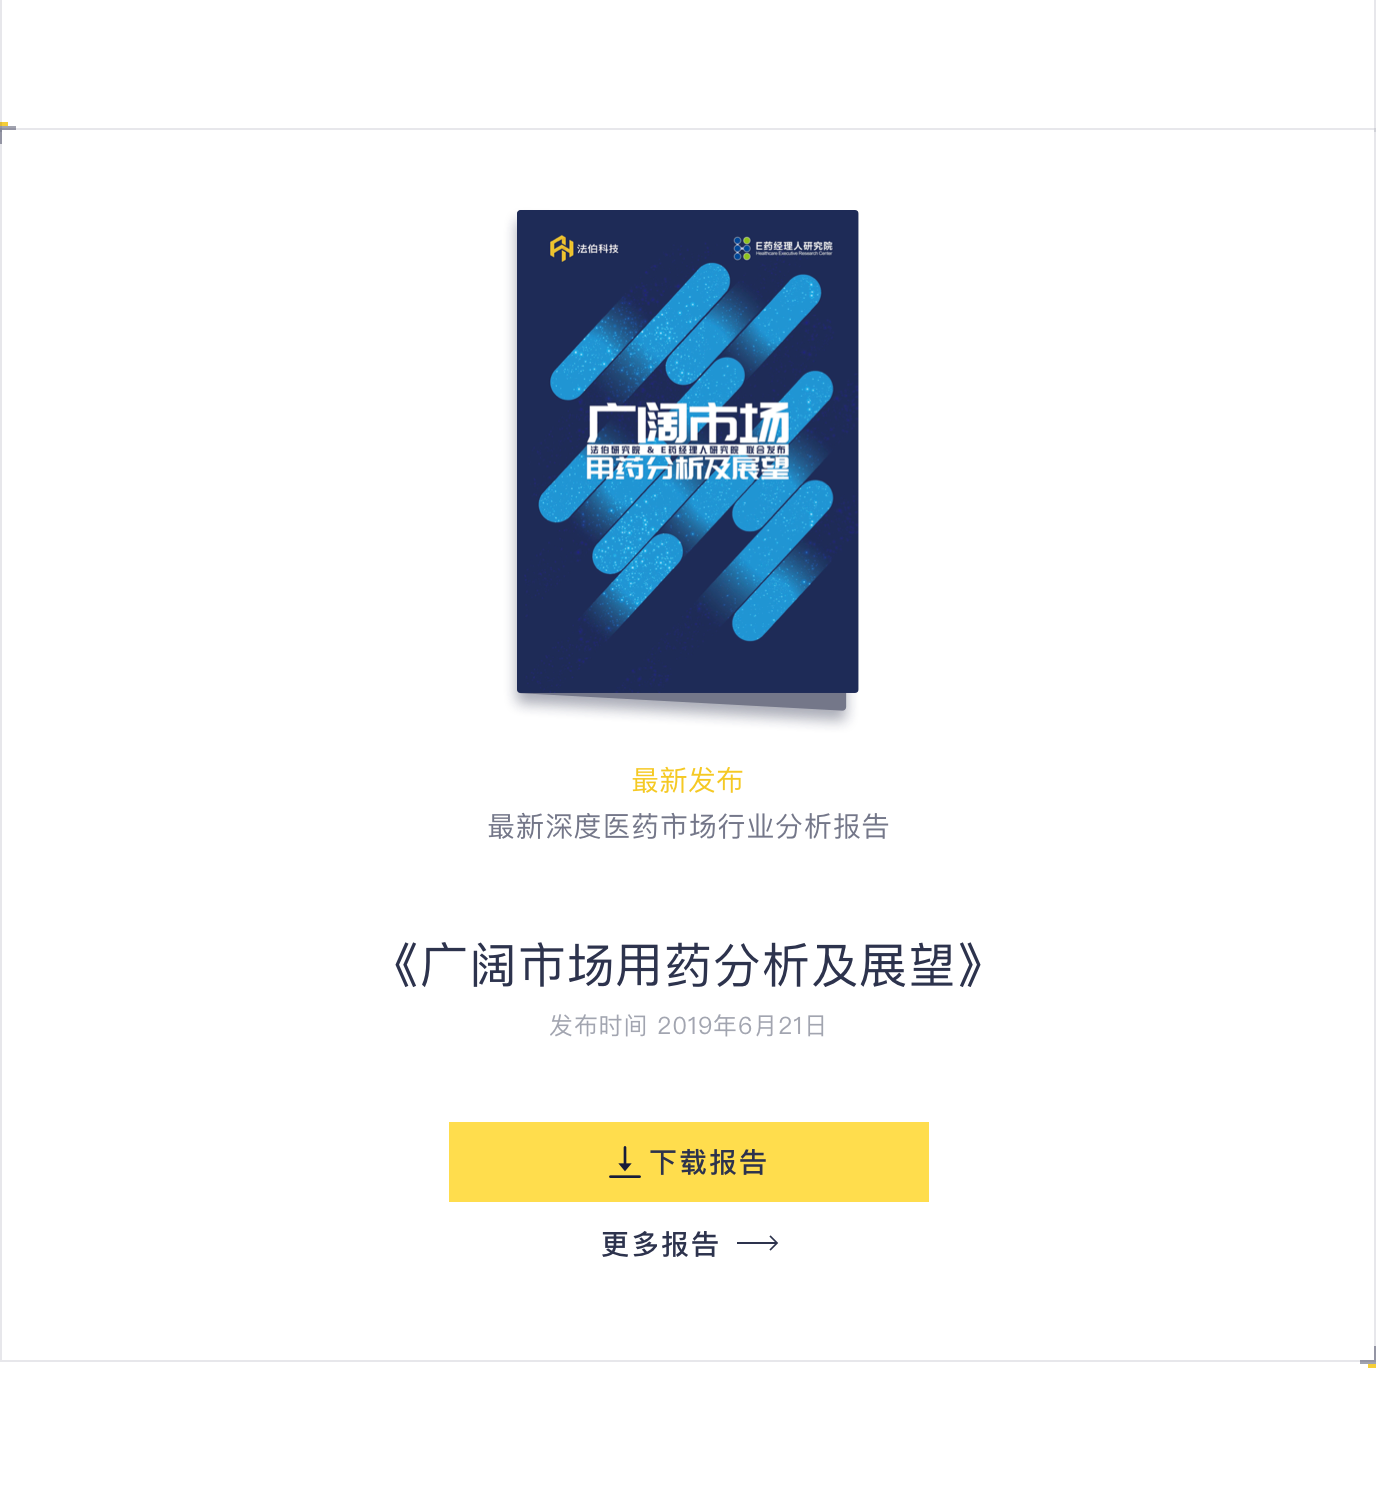 法伯科技
E药经理人研究院
Healthcare Executive Research Center
广阔市场
法伯研究院 & E药经理人研究院 联合发布
用药分析及展望
最新发布
最新深度医药市场行业分析报告
《广阔市场用药分析及展望》
发布时间 2019年6月21日
下载报告
更多报告